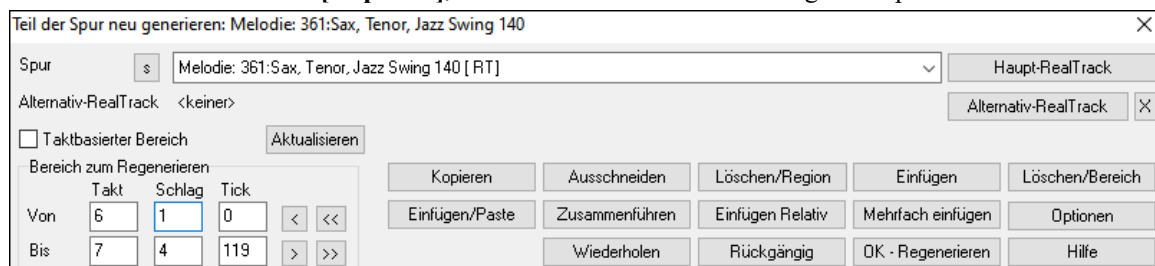 Teil der Spur neu generieren: Melodie: 361:Sax, Tenor, Jazz Swing 140
Spur s Melodie: 361:Sax, Tenor, Jazz Swing 140 [ RT] Haupt-RealTrack
Alternativ-RealTrack <keiner> Alternativ-RealTrack X
Taktbasierter Bereich Aktualisieren
Bereich zum Regenerieren
Kopieren Ausschneiden Löschen/Region Einfügen Löschen/Bereich
Takt Schlag Tick
Von 6 1 0 < << Einfügen/Paste Zusammenführen Einfügen Relativ Mehrfach einfügen Optionen
Bis 7 4 119 > >> Wiederholen Rückgängig OK - Regenerieren Hilfe